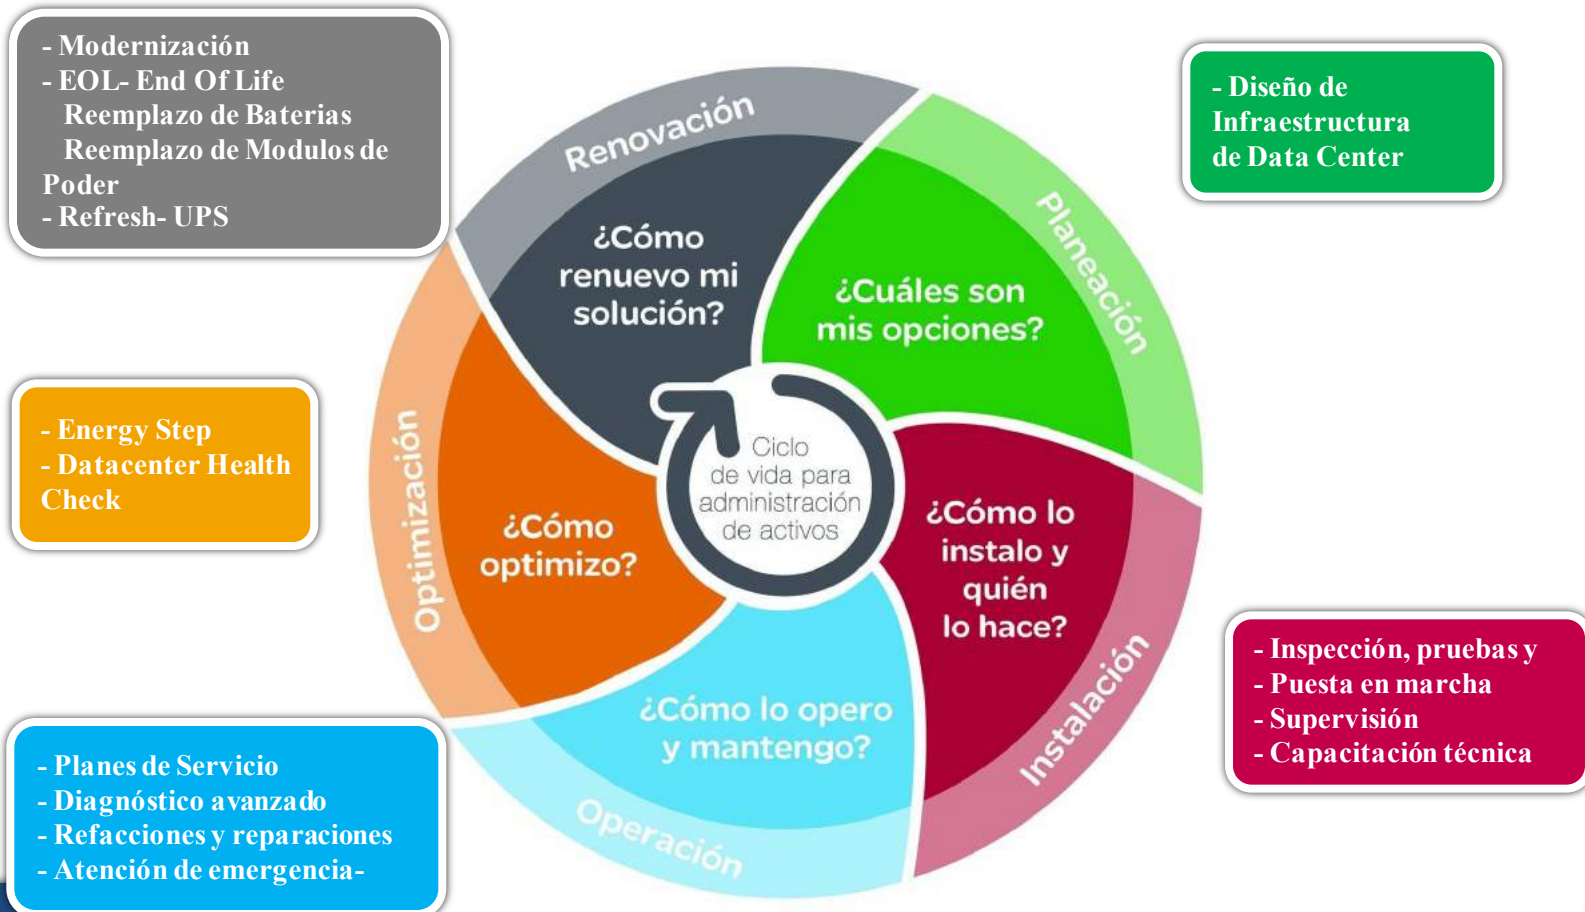 - Modernización
- EOL- End Of Life
Reemplazo de Baterias
Reemplazo de Modulos de
Poder
- Refresh- UPS
- Diseño de
Infraestructura
de Data Center
Renovación
¿Cómo
renuevo mi
solución?
Planeación
¿Cuáles son
mis opciones?
- Energy Step
- Datacenter Health
Check
Optimización
¿Cómo
optimizo?
Ciclo
de vida para
administración
de activos
¿Cómo lo
instalo y
quién
lo hace?
Instalación
- Inspección, pruebas y
- Puesta en marcha
- Supervisión
- Capacitación técnica
¿Cómo lo opero
y mantengo?
Operación
- Planes de Servicio
- Diagnóstico avanzado
- Refacciones y reparaciones
- Atención de emergencia-